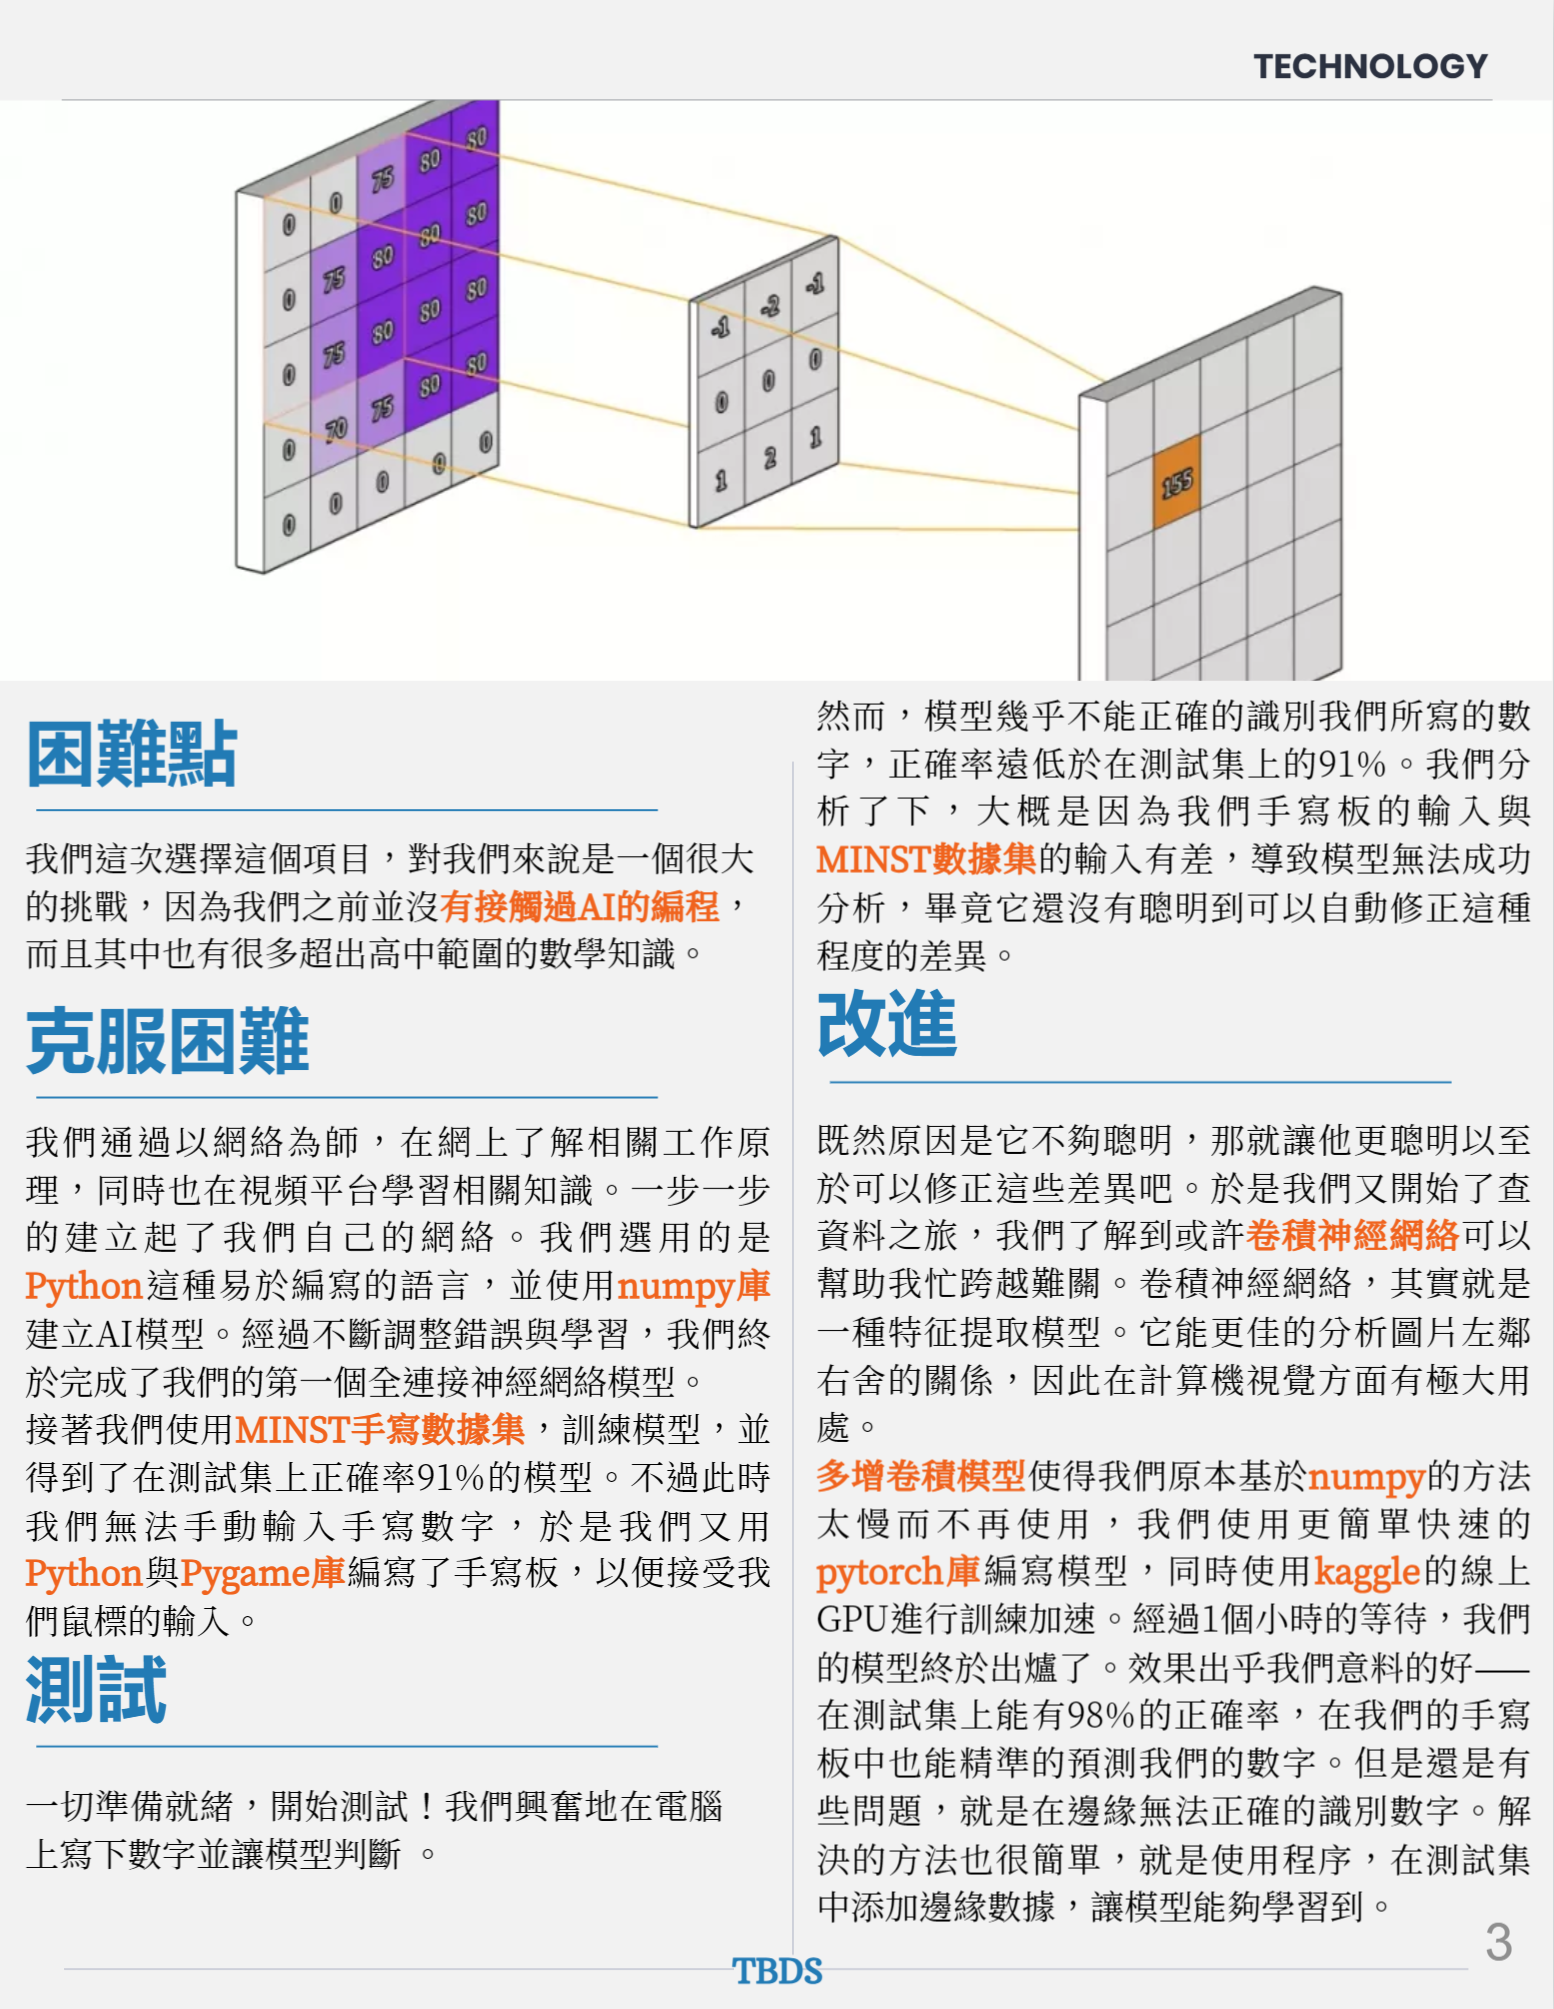 TECHNOLOGY
0 0 75 80 80
0 75 80 80 80
0 75 80 80 80
0 70 75 80 80
0 0 0 0 0
-1 -2 -1
0 0 0
1 2 1
155
困難點
我們這次選擇這個項目，對我們來說是一個很大
的挑戰，因為我們之前並沒有接觸過AI的編程，
而且其中也有很多超出高中範圍的數學知識。
克服困難
我們通過以網絡為師，在網上了解相關工作原
理，同時也在視頻平台學習相關知識。一步一步
的建立起了我們自己的網絡。我們選用的是
Python這種易於編寫的語言，並使用numpy庫
建立AI模型。經過不斷調整錯誤與學習，我們終
於完成了我們的第一個全連接神經網絡模型。
接著我們使用MINST手寫數據集，訓練模型，並
得到了在測試集上正確率91%的模型。不過此時
我們無法手動輸入手寫數字，於是我們又用
Python與Pygame庫編寫了手寫板，以便接受我
們鼠標的輸入。
測試
一切準備就緒，開始測試！我們興奮地在電腦
上寫下數字並讓模型判斷 。
然而，模型幾乎不能正確的識別我們所寫的數
字，正確率遠低於在測試集上的91%。我們分
析了下，大概是因為我們手寫板的輸入與
MINST數據集的輸入有差，導致模型無法成功
分析，畢竟它還沒有聰明到可以自動修正這種
程度的差異。
改進
既然原因是它不夠聰明，那就讓他更聰明以至
於可以修正這些差異吧。於是我們又開始了查
資料之旅，我們了解到或許卷積神經網絡可以
幫助我忙跨越難關。卷積神經網絡，其實就是
一種特征提取模型。它能更佳的分析圖片左鄰
右舍的關係，因此在計算機視覺方面有極大用
處。
多增卷積模型使得我們原本基於numpy的方法
太慢而不再使用，我們使用更簡單快速的
pytorch庫編寫模型，同時使用kaggle的線上
GPU進行訓練加速。經過1個小時的等待，我們
的模型終於出爐了。效果出乎我們意料的好——
在測試集上能有98%的正確率，在我們的手寫
板中也能精準的預測我們的數字。但是還是有
些問題，就是在邊緣無法正確的識別數字。解
決的方法也很簡單，就是使用程序，在測試集
中添加邊緣數據，讓模型能夠學習到。
3
TBDS